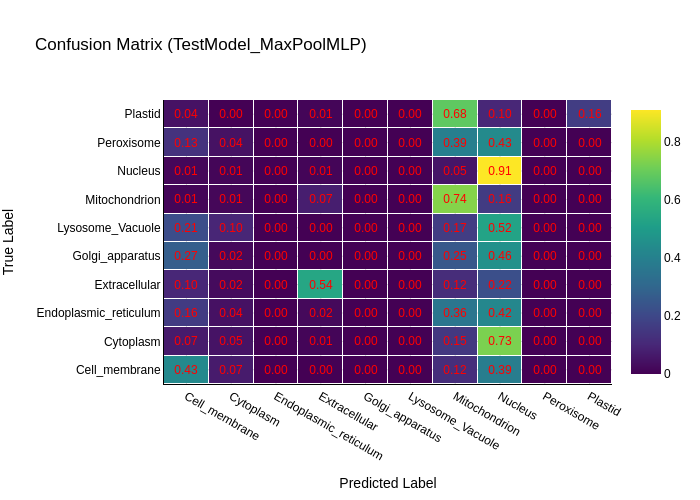 Confusion Matrix (TestModel_MaxPoolMLP)
True Label
Plastid 0.04 0.00 0.00 0.01 0.00 0.00 0.68 0.10 0.00 0.16
Peroxisome 0.13 0.04 0.00 0.00 0.00 0.00 0.39 0.43 0.00 0.00
Nucleus 0.01 0.01 0.00 0.01 0.00 0.00 0.05 0.91 0.00 0.00
Mitochondrion 0.01 0.01 0.00 0.07 0.00 0.00 0.74 0.16 0.00 0.00
Lysosome_Vacuole 0.10 0.00 0.00 0.00 0.00 0.52 0.00 0.00
Golgi_apparatus 0.27 0.02 0.00 0.00 0.00 0.00 0.25 0.46 0.00 0.00
Extracellular 0.10 0.02 0.00 0.54 0.00 0.00 0.12 0.22 0.00 0.00
Endoplasmic_reticulum 0.16 0.04 0.00 0.02 0.00 0.00 0.36 0.42 0.00 0.00
Cytoplasm 0.07 0.05 0.00 0.01 0.00 0.00 0.73 0.00 0.00
Cell_membrane 0.43 0.07 0.00 0.00 0.00 0.00 0.12 0.39 0.00 0.00
Cell_membrane Cytoplasm Endoplasmic_reticulum Extracellular Golgi_apparatus Lysosome_Vacuole Mitochondrion Nucleus Peroxisome Plastid
Predicted Label
0.8
0.6
0.4
0.2
0